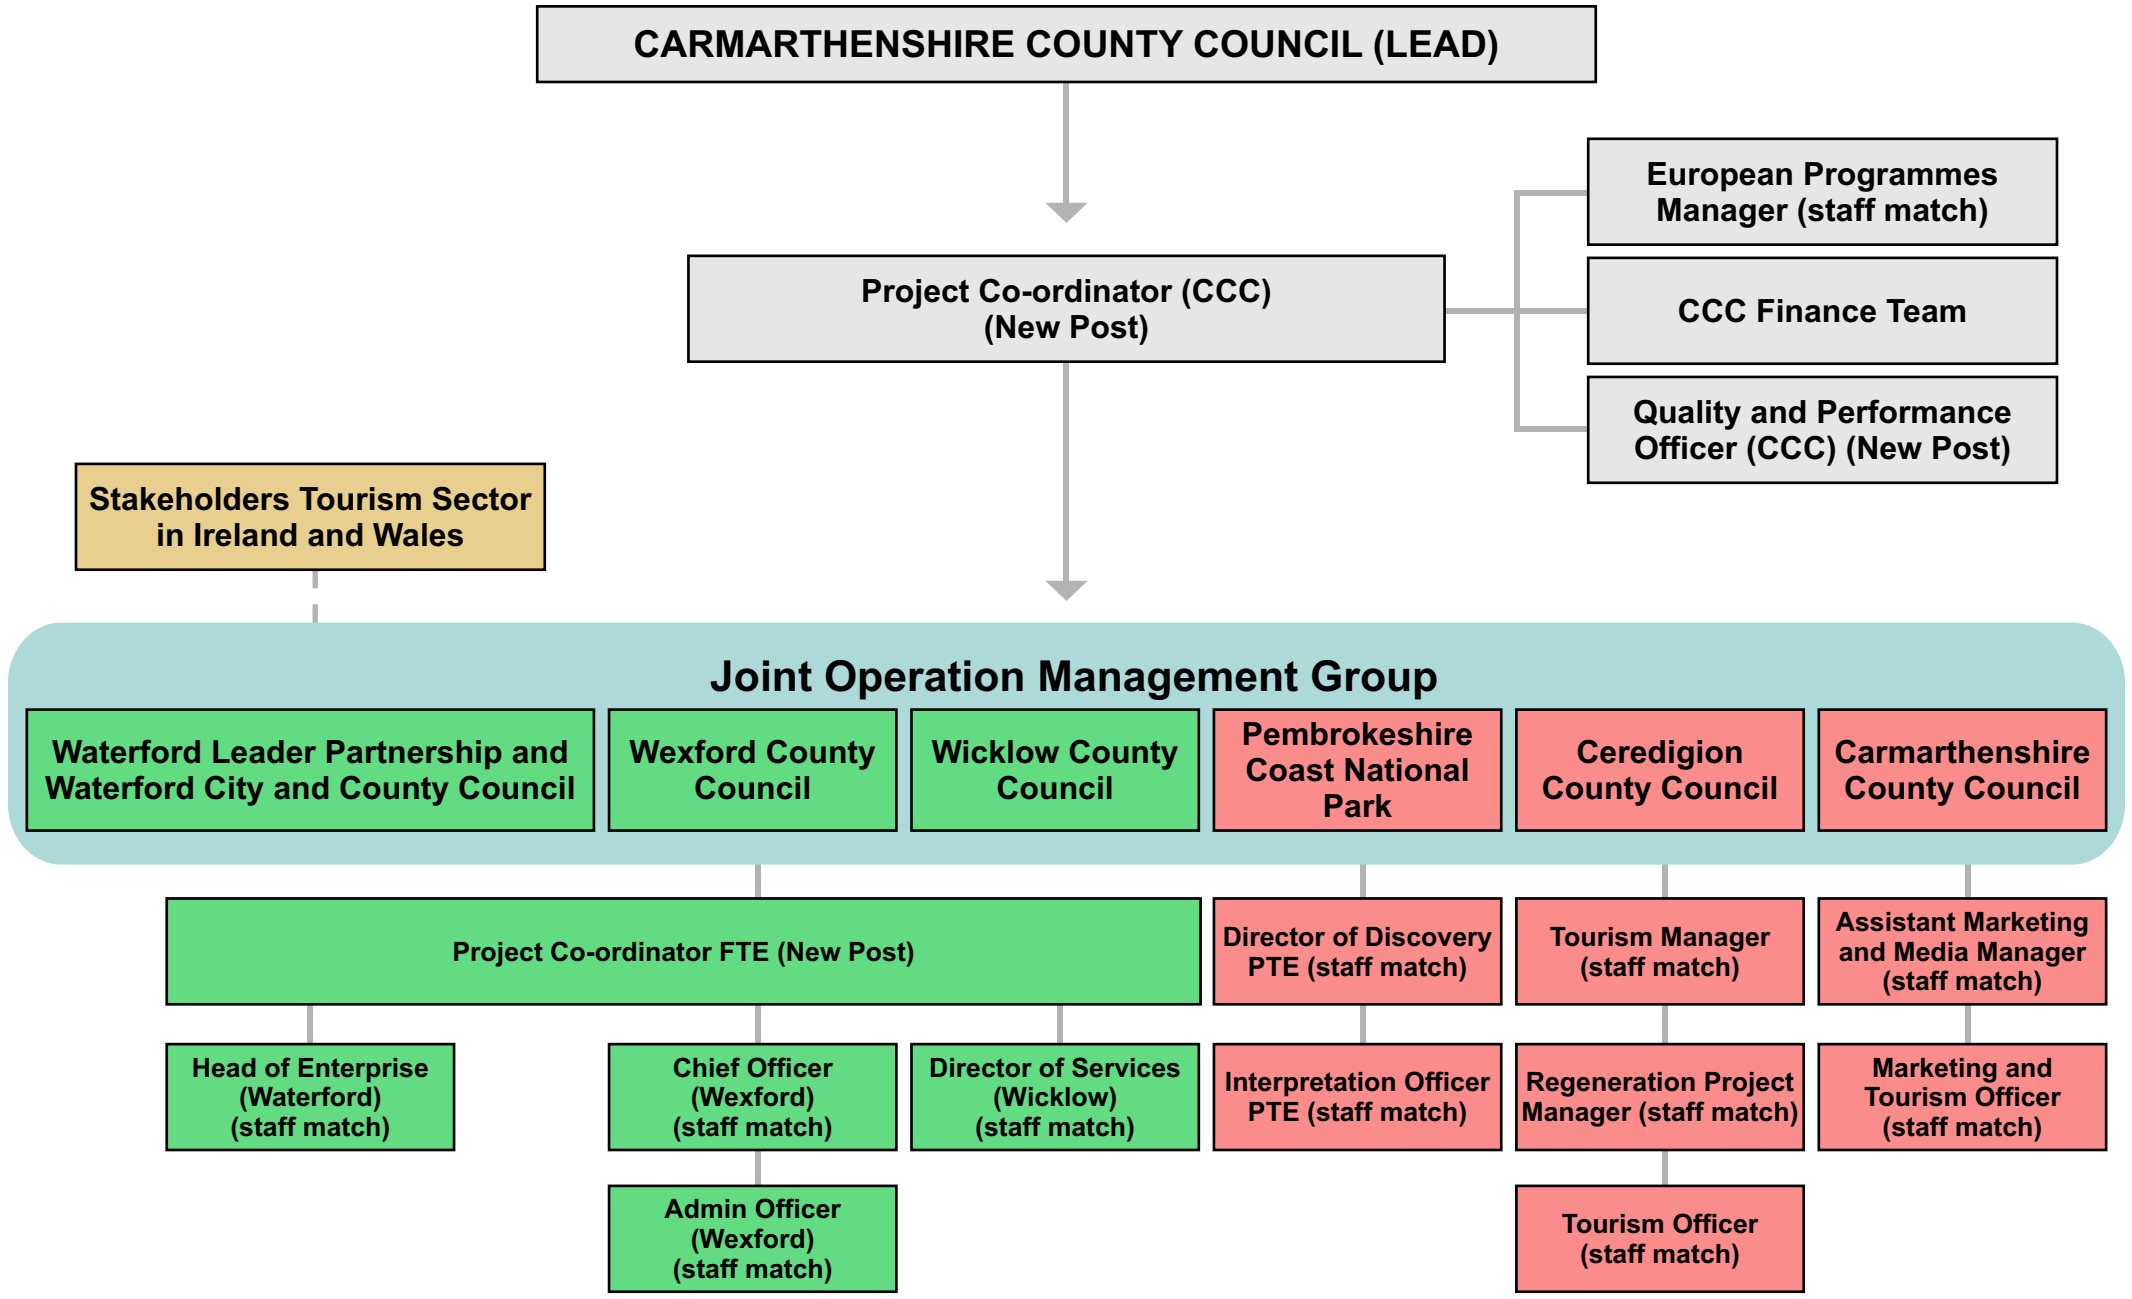 CARMARTHENSHIRE COUNTY COUNCIL (LEAD)
European Programmes
Manager (staff match)
Project Co-ordinator (CCC)
(New Post)
CCC Finance Team
Quality and Performance
Officer (CCC) (New Post)
Stakeholders Tourism Sector
in Ireland and Wales
Joint Operation Management Group
Waterford Leader Partnership and
Waterford City and County Council
Wexford County
Council
Wicklow County
Council
Pembrokeshire
Coast National
Park
Ceredigion
County Council
Carmarthenshire
County Council
Project Co-ordinator FTE (New Post)
Director of Discovery
PTE (staff match)
Tourism Manager
(staff match)
Assistant Marketing
and Media Manager
(staff match)
Head of Enterprise
(Waterford)
(staff match)
Chief Officer
(Wexford)
(staff match)
Director of Services
(Wicklow)
(staff match)
Interpretation Officer
PTE (staff match)
Regeneration Project
Manager (staff match)
Marketing and
Tourism Officer
(staff match)
Admin Officer
(Wexford)
(staff match)
Tourism Officer
(staff match)